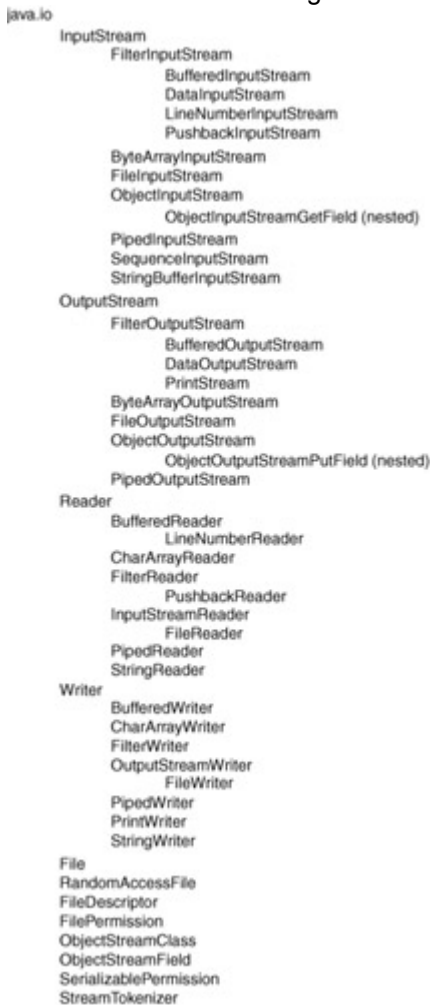 java.io
InputStream
FilterInputStream
BufferedInputStream
DataInputStream
LineNumberInputStream
PushbackInputStream
ByteArrayInputStream
FileInputStream
ObjectInputStream
ObjectInputStreamGetField (nested)
PipedInputStream
SequenceInputStream
StringBufferInputStream
OutputStream
FilterOutputStream
BufferedOutputStream
DataOutputStream
PrintStream
ByteArrayOutputStream
FileOutputStream
ObjectOutputStream
ObjectOutputStreamPutField (nested)
PipedOutputStream
Reader
BufferedReader
LineNumberReader
CharArrayReader
FilterReader
PushbackReader
InputStreamReader
FileReader
PipedReader
StringReader
Writer
BufferedWriter
CharArrayWriter
FilterWriter
OutputStreamWriter
FileWriter
PipedWriter
PrintWriter
StringWriter
File
RandomAccessFile
FileDescriptor
FilePermission
ObjectStreamClass
ObjectStreamField
SerializablePermission
StreamTokenizer